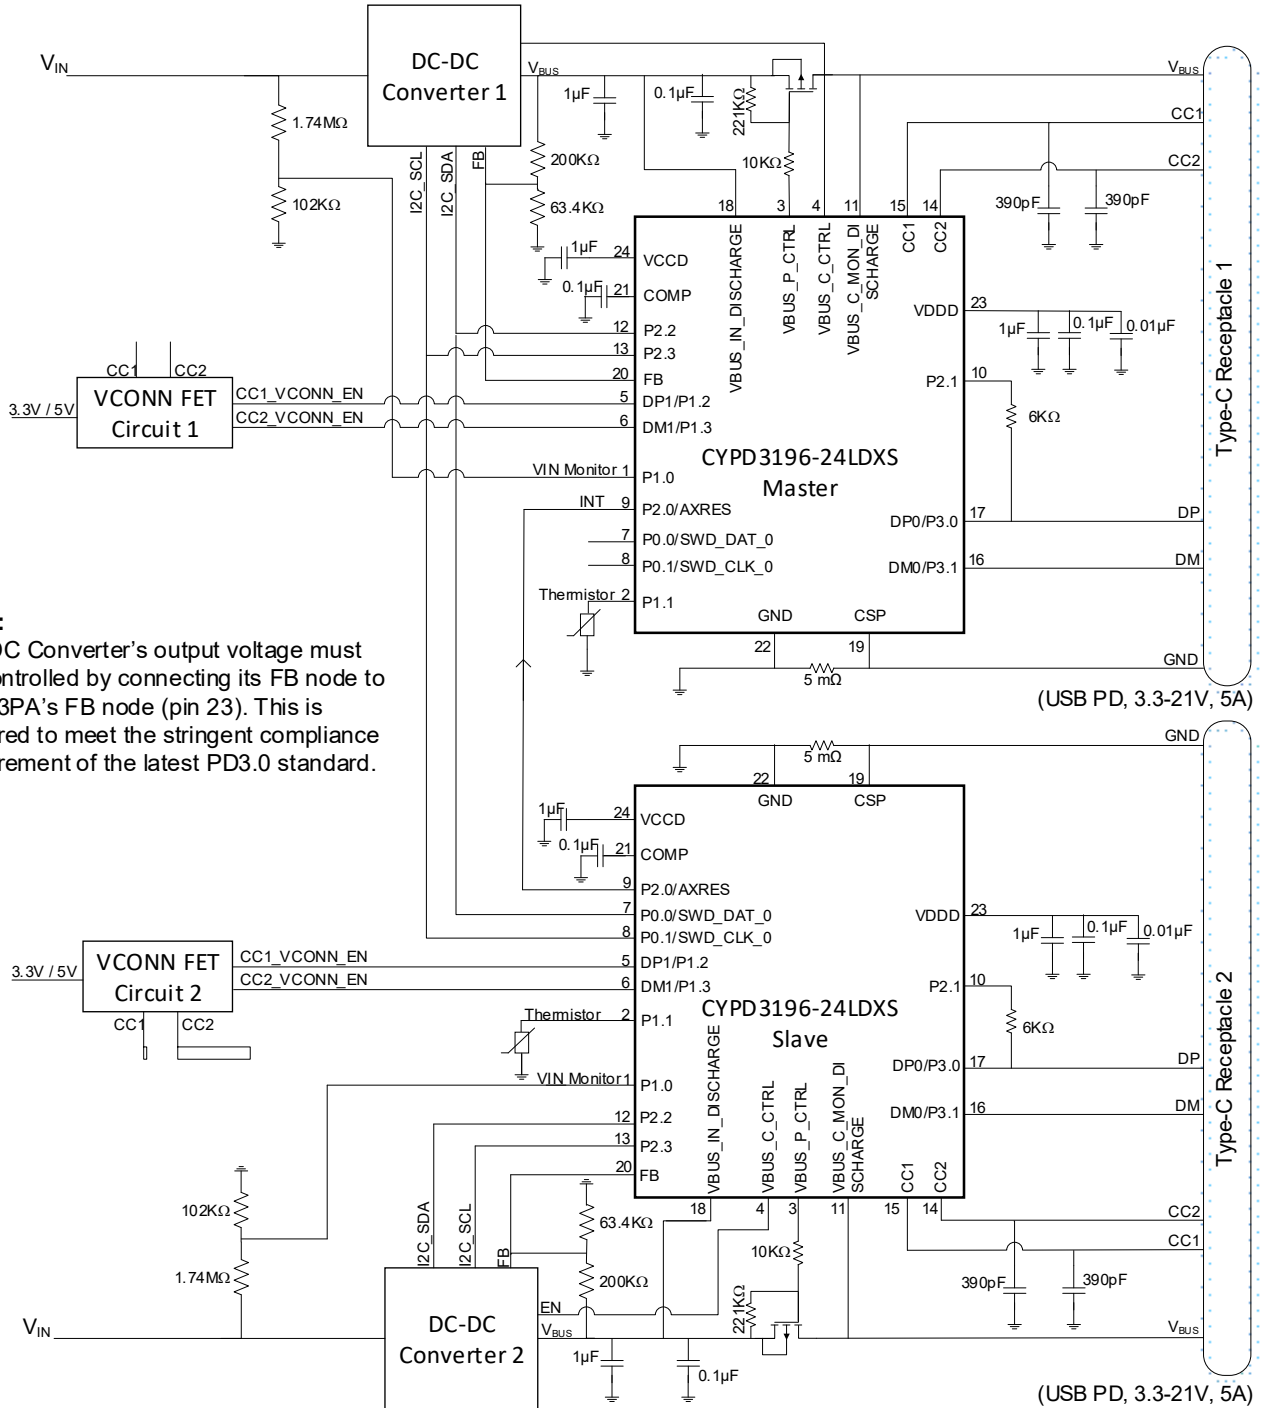 DC-DC
Converter 1
VIN
VBUS
1µF
0.1µF
221KΩ
VBUS
CC1
1.74MΩ
I2C_SCL
I2C_SDA
FB
200KΩ
10KΩ
CC2
102KΩ
63.4KΩ
18
3
4
11
15
14
390pF
390pF
VBUS_IN_DISCHARGE
VBUS_P_CTRL
VBUS_C_CTRL
VBUS_C_MON_DI
SCHARGE
CC1
CC2
1µF
24
VCCD
0.1µF
21
COMP
12
P2.2
13
P2.3
20
FB
VDDD
23
1µF
0.1µF
0.01µF
Type-C Receptacle 1
CC1
CC2
VCONN FET
Circuit 1
3.3V / 5V
CC1_VCONN_EN
5
DP1/P1.2
CC2_VCONN_EN
6
DM1/P1.3
P2.1
10
6KΩ
CYPD3196-24LDXS
Master
VIN Monitor
1
P1.0
INT
9
P2.0/AXRES
7
P0.0/SWD_DAT_0
8
P0.1/SWD_CLK_0
DP0/P3.0
17
DP
DM0/P3.1
16
DM
Thermistor
2
P1.1
GND
CSP
22
19
5 mΩ
GND
(USB PD, 3.3-21V, 5A)
:
DC Converter's output voltage must
ntrolled by connecting its FB node to
3PA's FB node (pin 23). This is
red to meet the stringent compliance
rement of the latest PD3.0 standard.
GND
5 mΩ
22
19
GND
CSP
1µF
24
VCCD
0.1µF
21
COMP
9
P2.0/AXRES
7
P0.0/SWD_DAT_0
8
P0.1/SWD_CLK_0
VDDD
23
1µF
0.1µF
0.01µF
Type-C Receptacle 2
VCONN FET
Circuit 2
3.3V / 5V
CC1
CC2
CC1_VCONN_EN
5
DP1/P1.2
CC2_VCONN_EN
6
DM1/P1.3
P2.1
10
6KΩ
CYPD3196-24LDXS
Slave
Thermistor
2
P1.1
VIN Monitor
1
P1.0
12
P2.2
13
P2.3
20
FB
DP0/P3.0
17
DP
DM0/P3.1
16
DM
VBUS_IN_DISCHARGE
VBUS_C_CTRL
VBUS_P_CTRL
VBUS_C_MON_DI
SCHARGE
CC1
CC2
18
4
3
11
15
14
102KΩ
I2C_SDA
I2C_SCL
FB
63.4KΩ
CC2
10KΩ
CC1
1.74MΩ
200KΩ
390pF
390pF
EN
221KΩ
VIN
DC-DC
Converter 2
VBUS
VBUS
1µF
0.1µF
(USB PD, 3.3-21V, 5A)